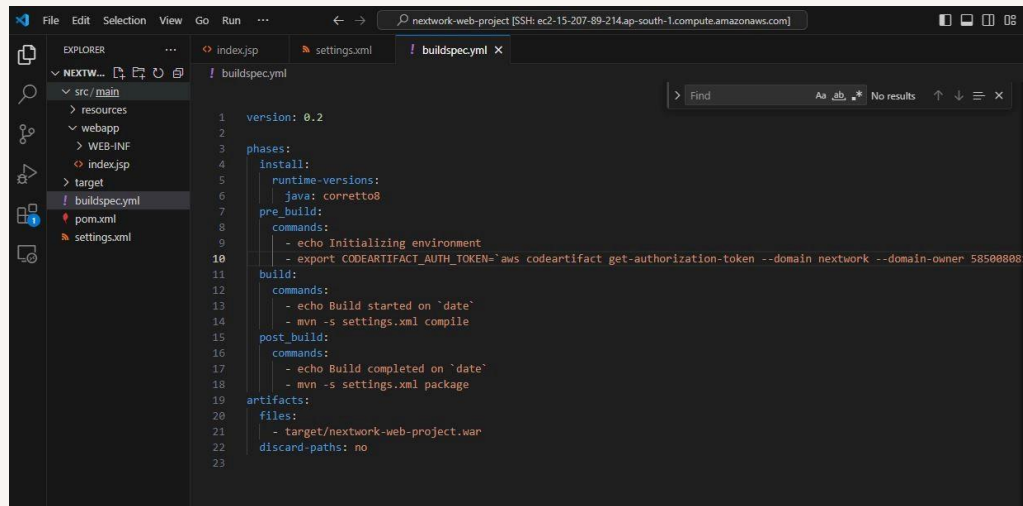 File Edit Selection View Go Run ...
nextwork-web-project [SSH: ec2-15-207-89-214.ap-south-1.compute.amazonaws.com]
EXPLORER ...
index.jsp settings.xml ! buildspec.yml
NEXTW...
! buildspec.yml
Find Aa ab .* No results
src/main
resources
webapp
WEB-INF
index.jsp
target
! buildspec.yml
pom.xml
settings.xml
1
1 version: 0.2
2
3 phases:
4 install:
5 runtime-versions:
6 java: corretto8
7 pre_build:
8 commands:
9 - echo Initializing environment
10 - export CODEARTIFACT_AUTH_TOKEN=`aws codeartifact get-authorization-token --domain nextwork --domain-owner 58500808
11 build:
12 commands:
13 - echo Build started on `date`
14 - mvn -s settings.xml compile
15 post_build:
16 commands:
17 - echo Build completed on `date`
18 - mvn -s settings.xml package
19 artifacts:
20 files:
21 - target/nextwork-web-project.war
22 discard-paths: no
23